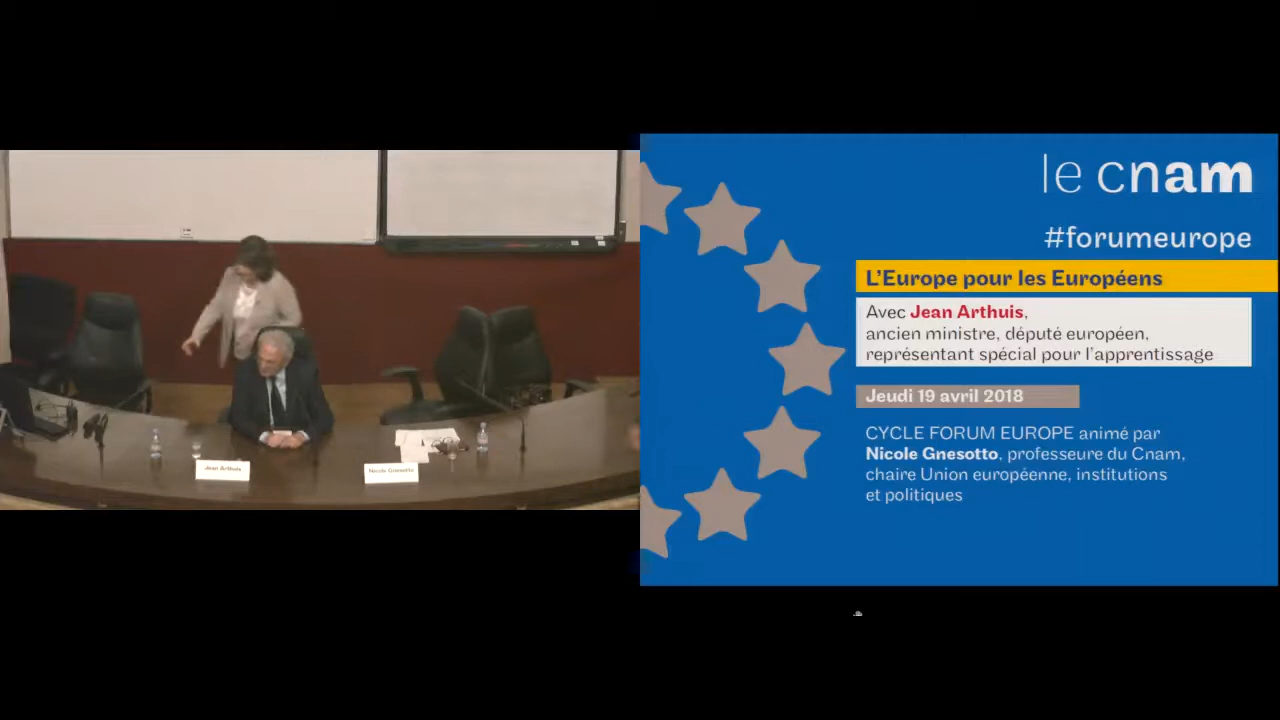 Jean Arthuis
Nicole Gnesotto
le cnam
#forumeurope
L'Europe pour les Européens
Avec Jean Arthuis,
ancien ministre, député européen,
représentant spécial pour l'apprentissage
Jeudi 19 avril 2018
CYCLE FORUM EUROPE animé par
Nicole Gnesotto, professeure du Cnam,
chaire Union européenne, institutions
et politiques